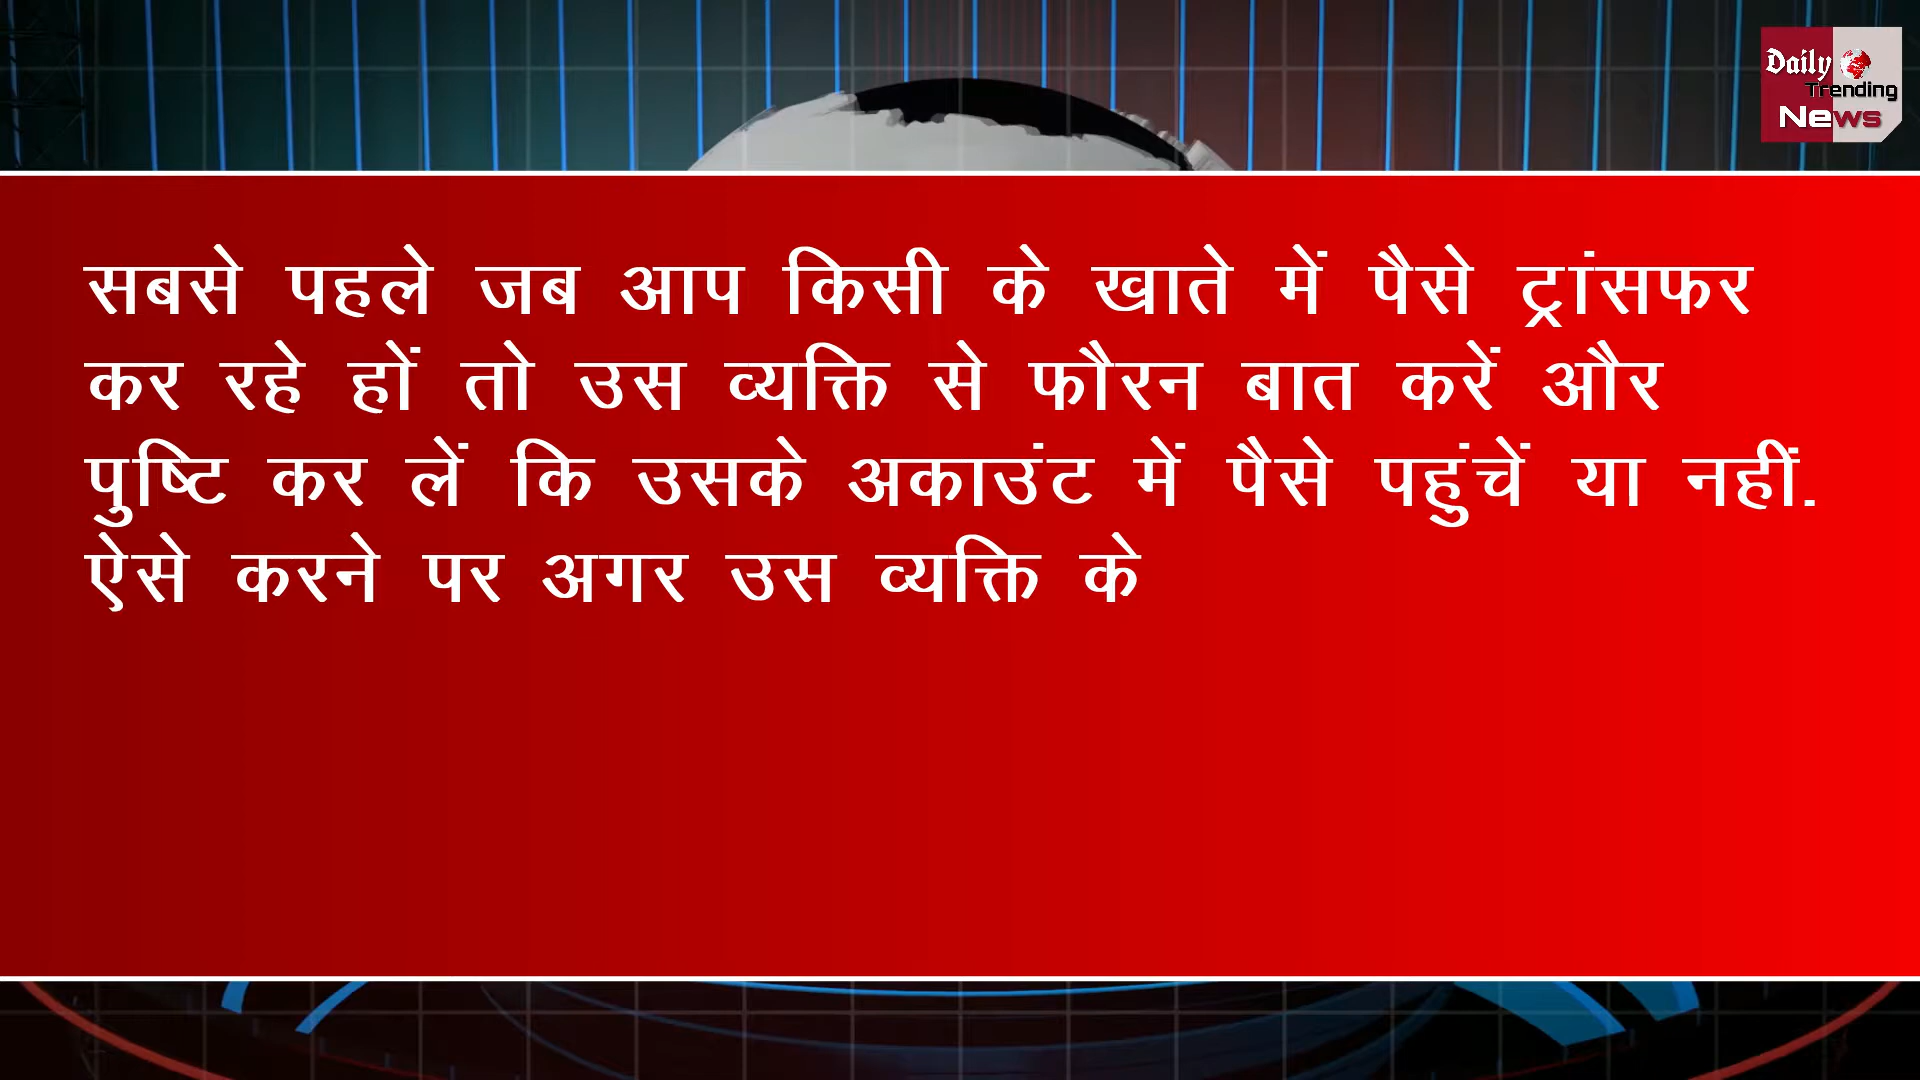 Daily
Trending
News
सबसे पहले जब आप किसी के खाते में पैसे ट्रांसफर
कर रहे हों तो उस व्यक्ति से फौरन बात करें और
पुष्टि कर लें कि उसके अकाउंट में पैसे पहुंचें या नहीं.
ऐसे करने पर अगर उस व्यक्ति के